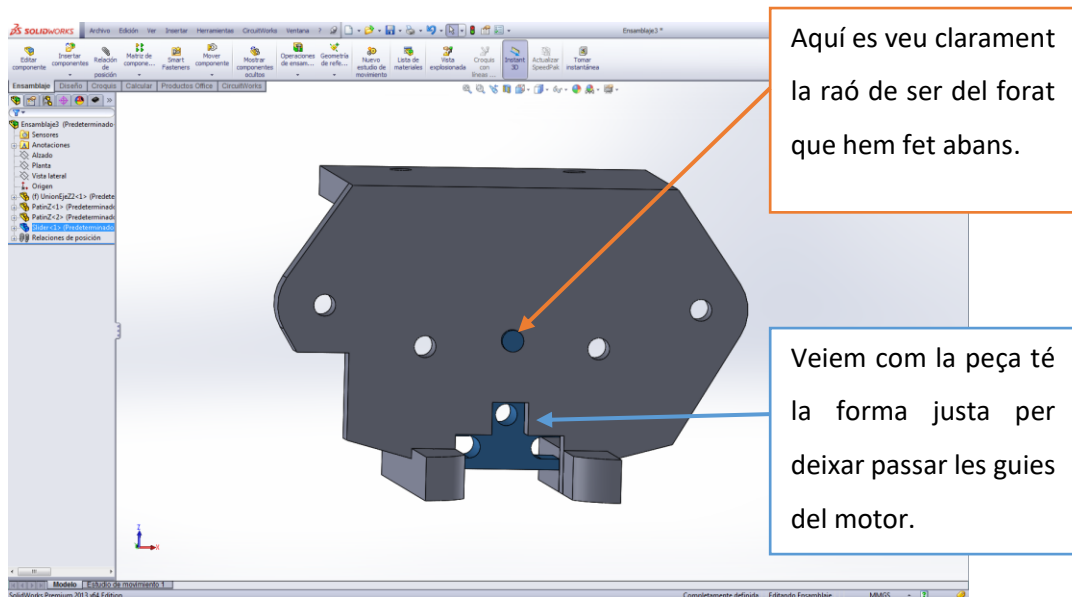 SOLIDWORKS Archivo Edición Ver Insertar Herramientas CircuitWorks Ventana ? Ensamblaje3 *
Editar componente
Insertar componentes
Relación de posición
Matriz de compone...
Smart Fasteners
Mover componente
Mostrar componentes ocultos
Operaciones de ensam...
Geometría de refe...
Nuevo estudio de movimiento
Lista de materiales
Vista explosionada
Croquis con líneas ...
Instant 3D
Actualizar SpeedPak
Tomar instantánea
Ensamblaje Diseño Croquis Calcular Productos Office CircuitWorks
Ensamblaje3 (Predeterminado
Sensores
Anotaciones
Alzado
Planta
Vista lateral
Origen
(f) UnionEjeZ2<1> (Predete
PatinZ<1> (Predeterminado
PatinZ<2> (Predeterminado
Slider<1> (Predeterminado
Relaciones de posición
Aquí es veu clarament
la raó de ser del forat
que hem fet abans.
Veiem com la peça té
la forma justa per
deixar passar les guies
del motor.
Z
X
Modelo Estudio de movimiento 1
SolidWorks Premium 2013 x64 Edition Completamente definida Editando Ensamblaje MMGS